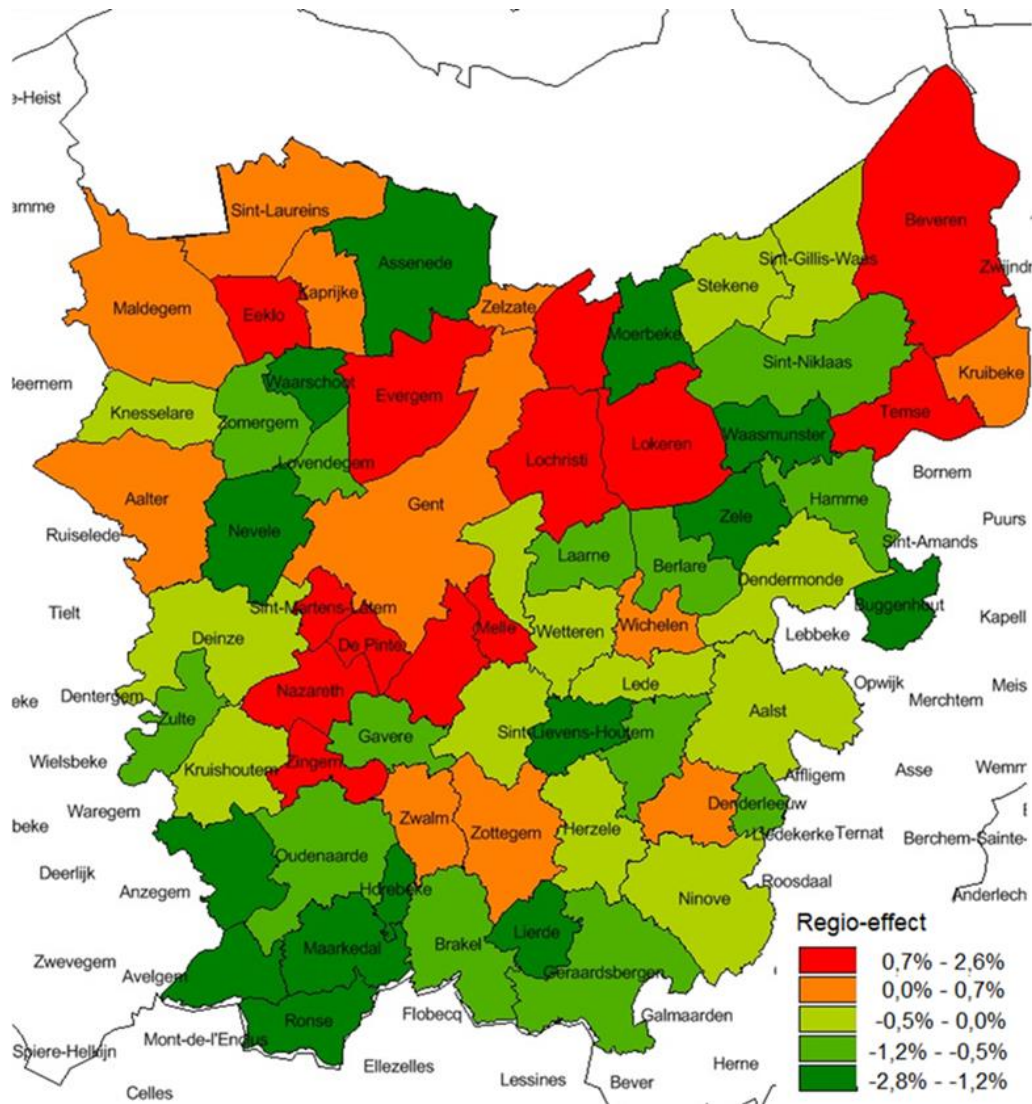 e-Heist
amme
Sint-Laureins
Beveren
Assenede
Sint-Gillis-Waes
Zwijndr
Stekene
Kaprijke
Maldegem
Eeklo
Zelzate
Moerbeke
Sint-Niklaas
Kruibeke
Beernem
Waarschoot
Evergem
Knesselare
Zomergem
Temse
Waasmunster
Lokeren
Lochristi
Lovendegem
Bornem
Aalter
Gent
Hamme
Zele
Puurs
Ruiselede
Nevele
Sint-Amands
Laarne
Berlare
Dendermonde
Buggenhout
Tielt
Sint-Martens-Latem
Kapell
Melle
Wetteren
Wichelen
Lebbeke
Deinze
De Pinte
Nazareth
Lede
Opwijk
Meis
Dentergem
eke
Merchtem
Aalst
Zulte
Gavere
Sint-Lievens-Houtem
Wielsbeke
Zingem
Kruishoutem
Affligem
Asse
Wemm
Waregem
Denderleeuw
Zwalm
beke
Zottegem
Herzele
Liedekerke
Ternat
Berchem-Sainte-
Oudenaarde
Deerlijk
Anzegem
Horebeke
Roosdaal
Anderlech
Ninove
Lierde
Brakel
Maarkedal
Zwevegem
Avelgem
Geraardsbergen
Flobecq
Galmaarden
Ronse
Mont-de-l'Enclus
Spiere-Helkijn
Ellezelles
Herne
Lessines
Bever
Celles
Regio-effect
0,7% - 2,6%
0,0% - 0,7%
-0,5% - 0,0%
-1,2% - -0,5%
-2,8% - -1,2%